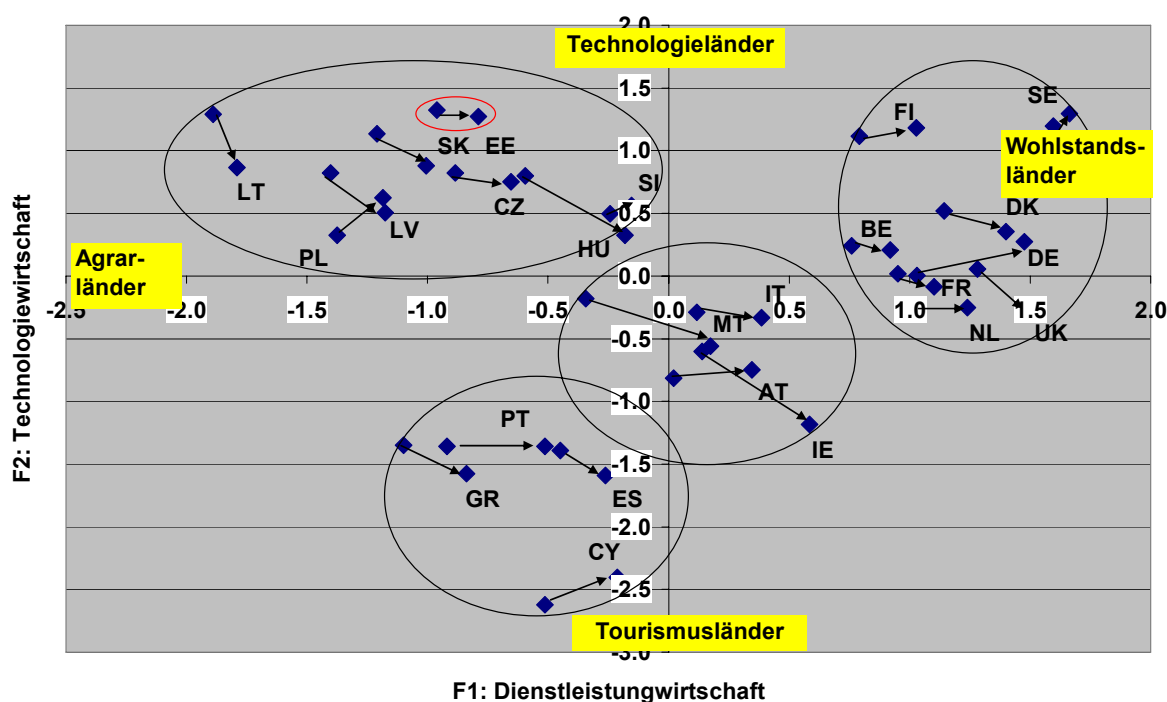 2.0
Technologieländer
1.5
SE
FI
1.0
SK EE
Wohlstands-
länder
LT
SI
CZ
0.5
DK
LV
PL
HU
BE
DE
Agrar-
länder
0.0
FR
IT
MT
-2.5 -2.0 -1.5 -1.0 -0.5 0.0 0.5 1.0 1.5 2.0
NL UK
-0.5
AT
-1.0
PT
IE
-1.5
GR ES
-2.0
CY
-2.5
Tourismusländer
-3.0
F2: Technologiewirtschaft
F1: Dienstleistungwirtschaft